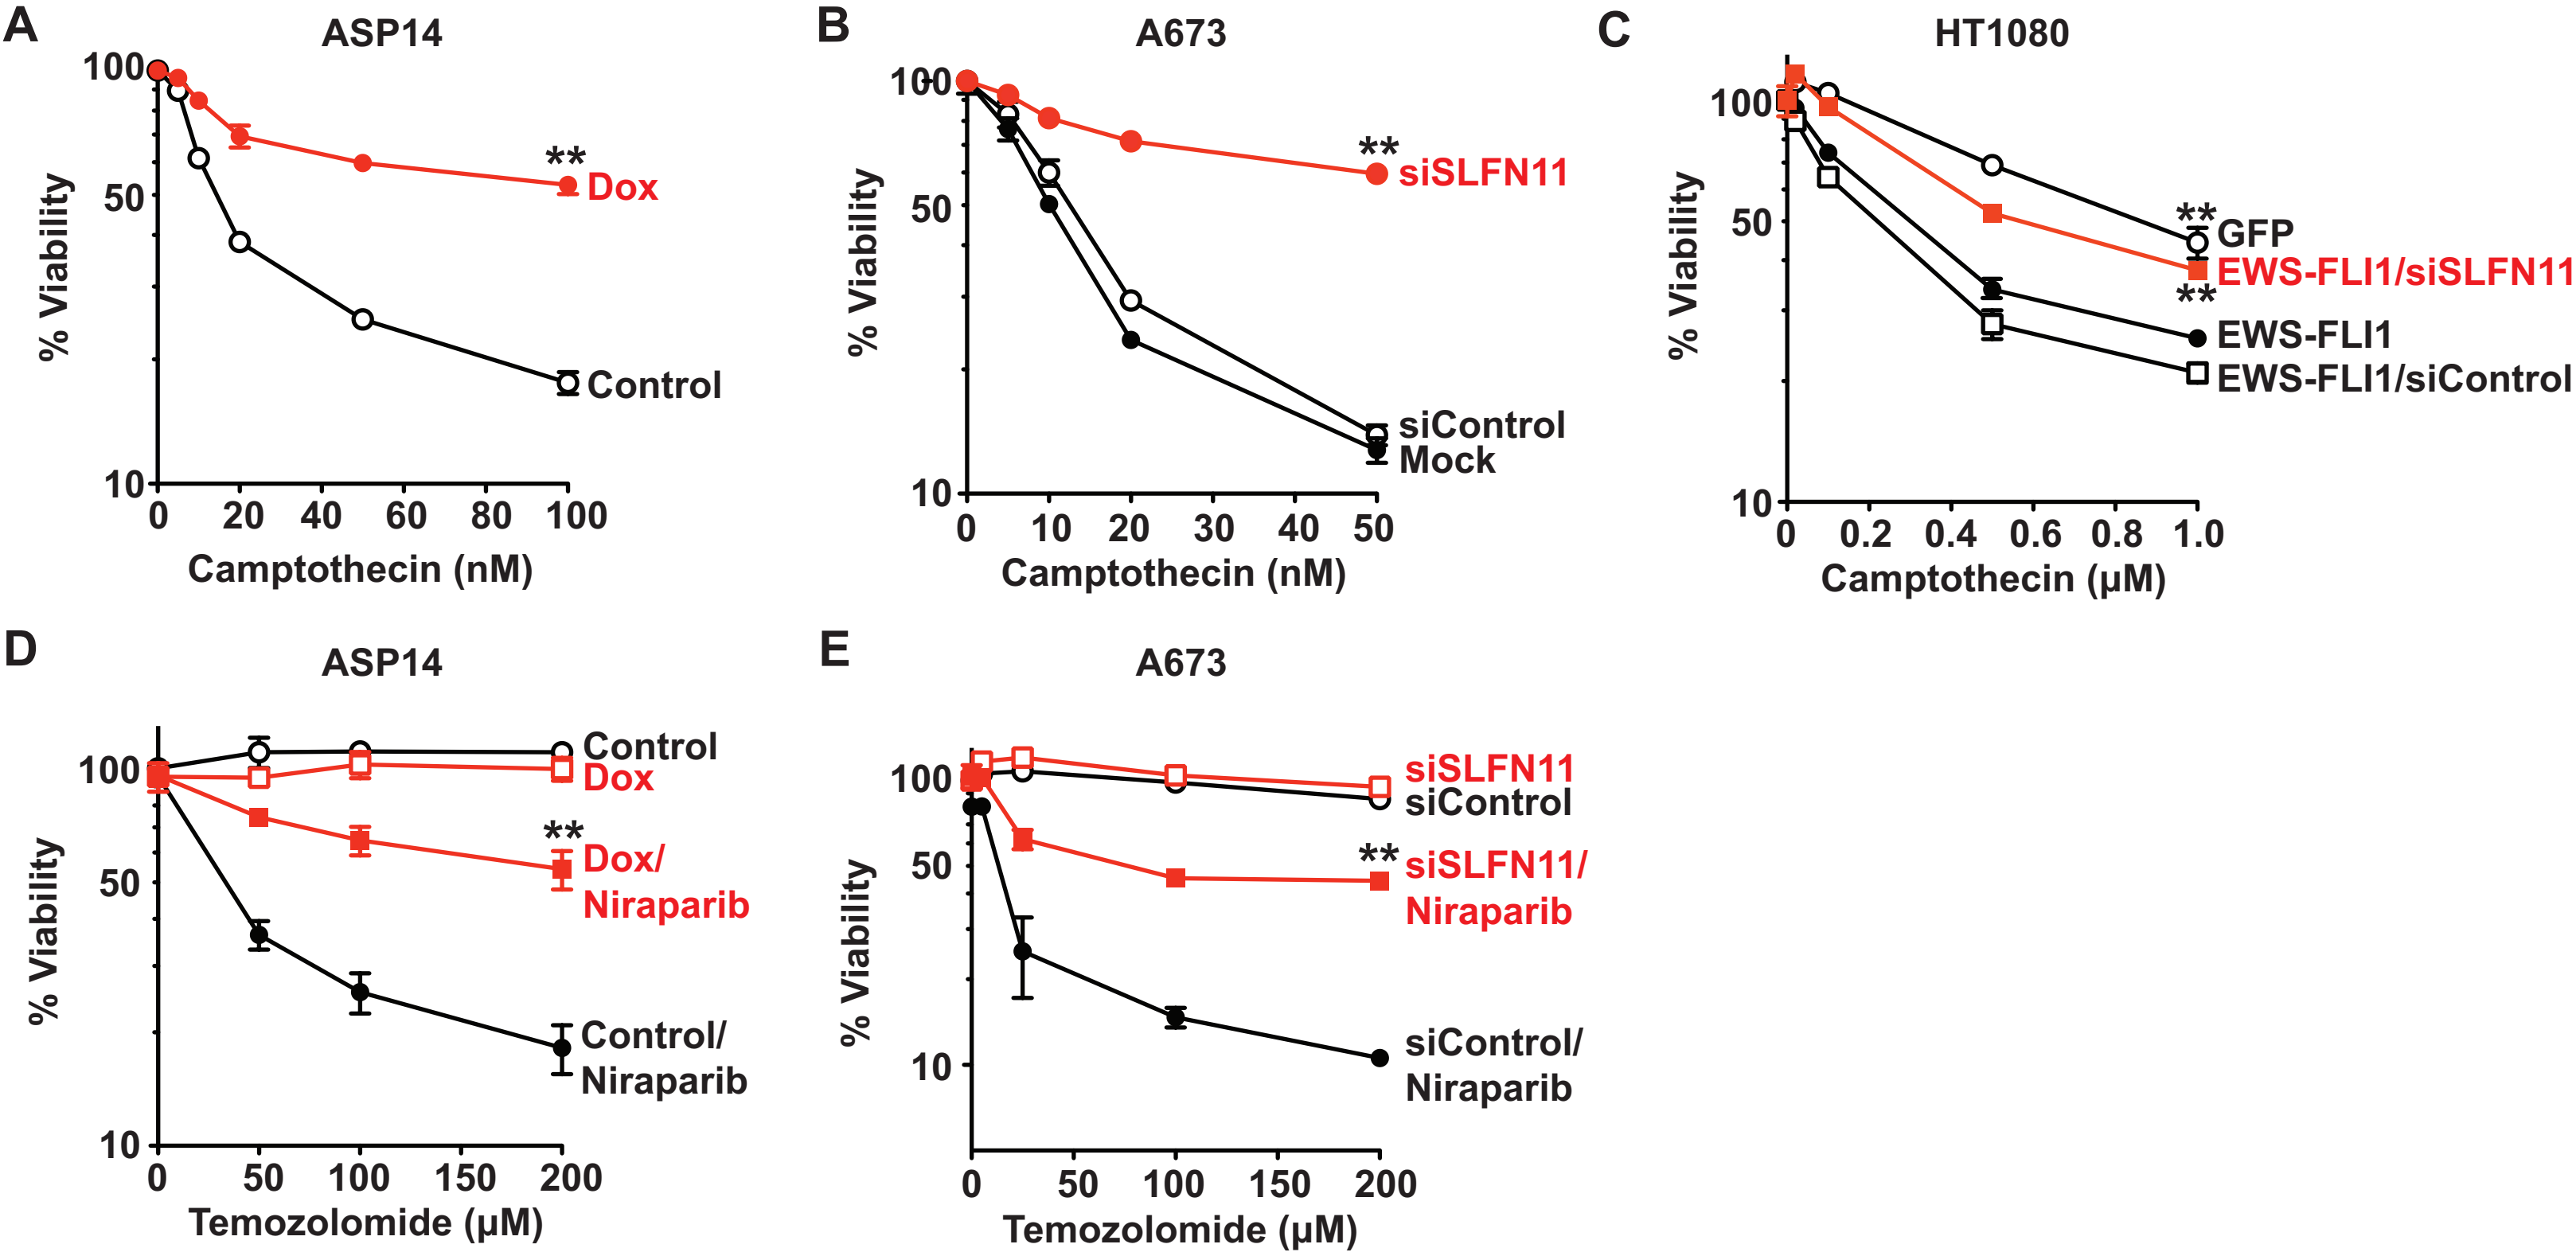 A
ASP14
100
50
10
% Viability
**
Dox
Control
0 20 40 60 80 100
Camptothecin (nM)
B
A673
100
50
10
% Viability
**
siSLFN11
siControl
Mock
0 10 20 30 40 50
Camptothecin (nM)
C
HT1080
100
50
10
% Viability
**
GFP
EWS-FLI1/siSLFN11
**
EWS-FLI1
EWS-FLI1/siControl
0 0.2 0.4 0.6 0.8 1.0
Camptothecin (µM)
D
ASP14
100
50
10
% Viability
Control
Dox
**
Dox/
Niraparib
Control/
Niraparib
0 50 100 150 200
Temozolomide (µM)
E
A673
100
50
10
% Viability
siSLFN11
siControl
**
siSLFN11/
Niraparib
siControl/
Niraparib
0 50 100 150 200
Temozolomide (µM)